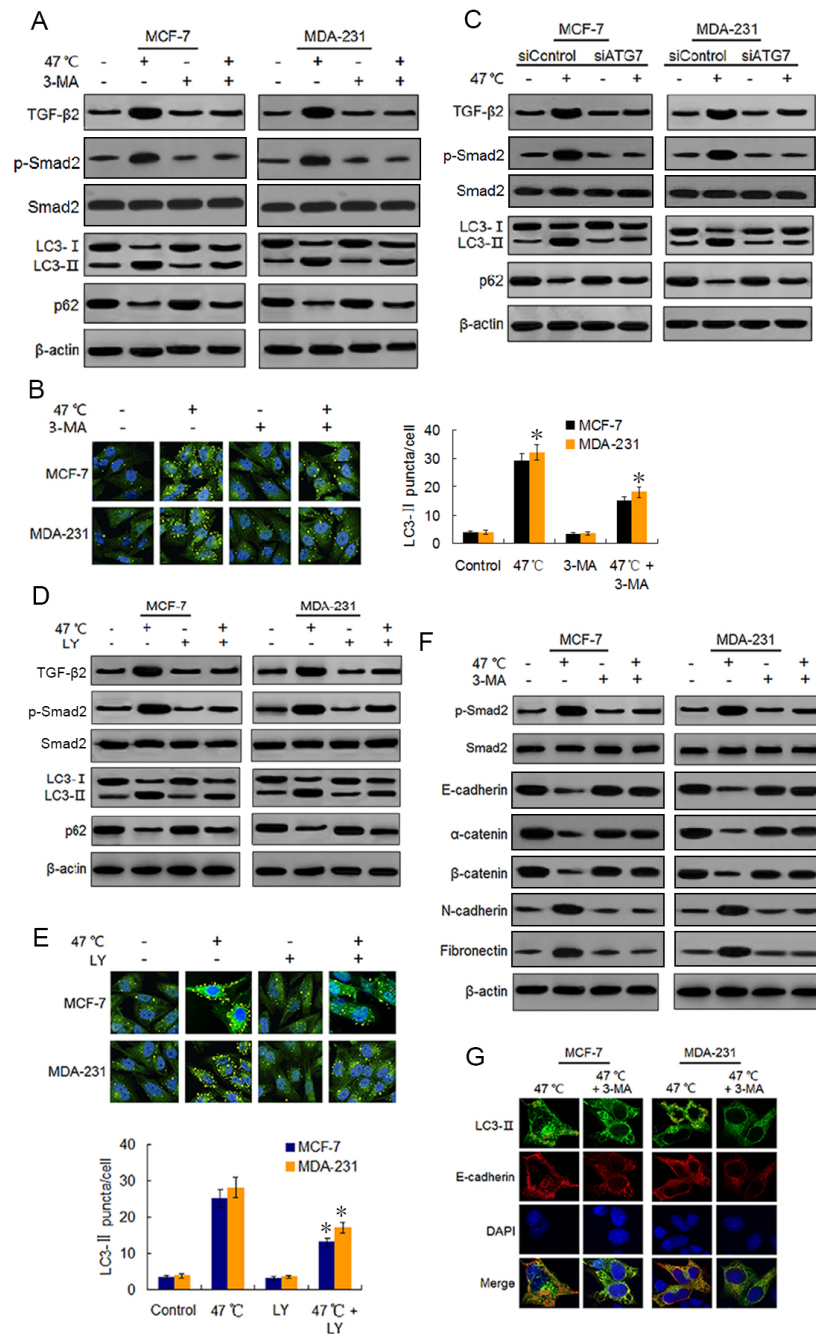 A
MCF-7 MDA-231
47 ℃ - + - + - + - +
3-MA - - + + - - + +
TGF-β2
p-Smad2
Smad2
LC3-Ⅰ
LC3-Ⅱ
p62
β-actin
C
MCF-7 MDA-231
siControl siATG7 siControl siATG7
47 ℃ - + - + - + - +
TGF-β2
p-Smad2
Smad2
LC3-Ⅰ
LC3-Ⅱ
p62
β-actin
B
47 ℃ - + - +
3-MA - - + +
MCF-7
MDA-231
LC3-Ⅱ puncta/cell
40
30
20
10
0
MCF-7
MDA-231
*
*
Control 47℃ 3-MA 47℃ +
3-MA
D
MCF-7 MDA-231
47 ℃ - + - + - + - +
LY - - + + - - + +
TGF-β2
p-Smad2
Smad2
LC3-Ⅰ
LC3-Ⅱ
p62
β-actin
F
MCF-7 MDA-231
47 ℃ - + - + - + - +
3-MA - - + + - - + +
p-Smad2
Smad2
E-cadherin
α-catenin
β-catenin
N-cadherin
Fibronectin
β-actin
E
47 ℃ - + - +
LY - - + +
MCF-7
MDA-231
LC3-Ⅱ puncta/cell
40
30
20
10
0
MCF-7
MDA-231
* *
Control 47 ℃ LY 47 ℃ +
LY
G
MCF-7 MDA-231
47 ℃ 47 ℃ + 3-MA 47 ℃ 47 ℃ + 3-MA
LC3-Ⅱ
E-cadherin
DAPI
Merge